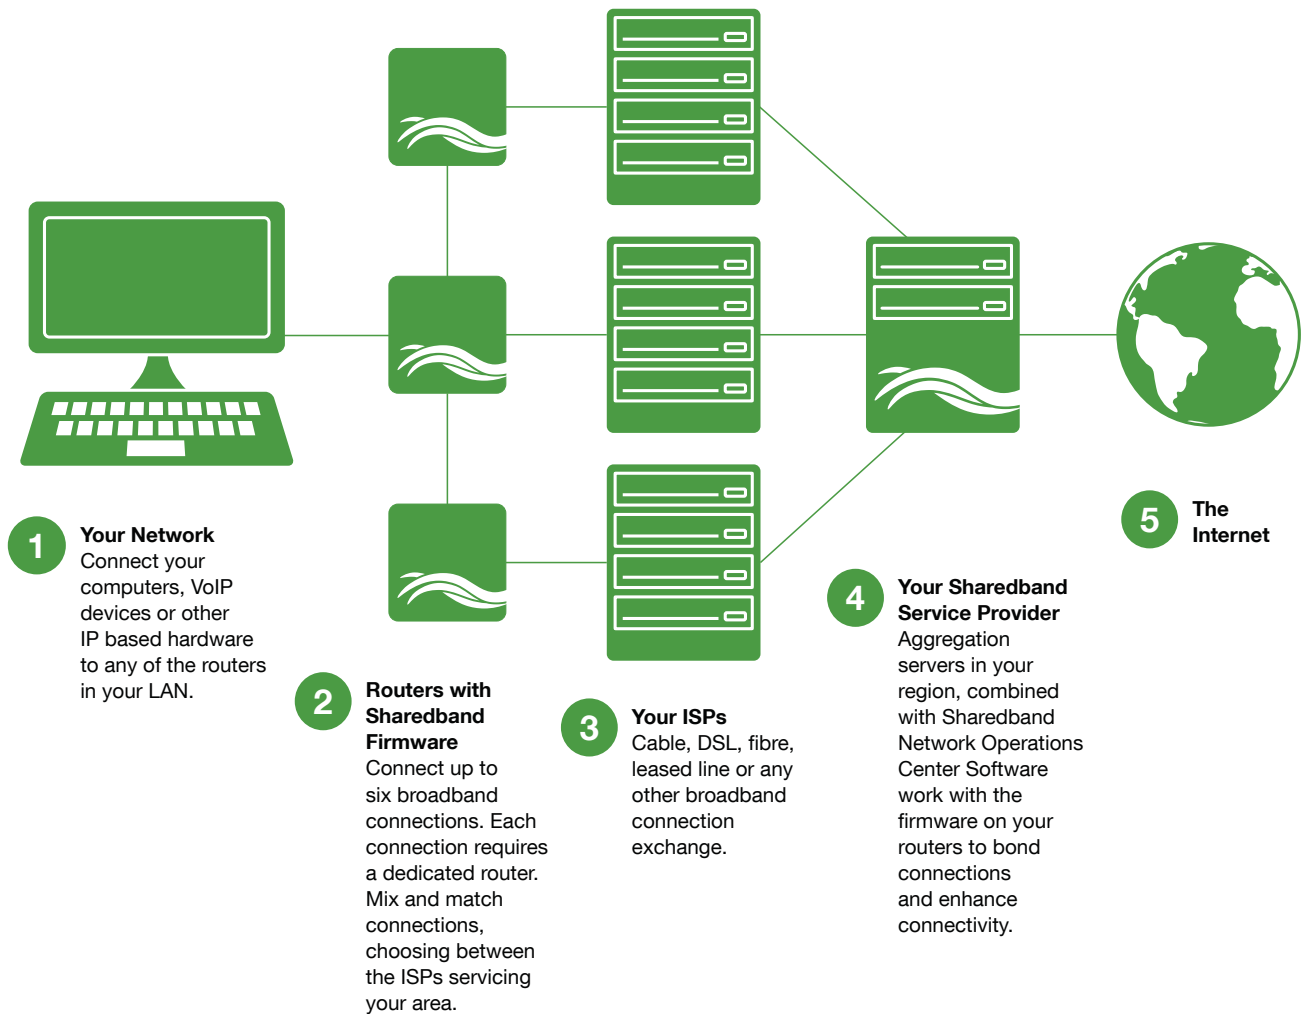 1
Your Network
Connect your
computers, VoIP
devices or other
IP based hardware
to any of the routers
in your LAN.
2
Routers with
Sharedband
Firmware
Connect up to
six broadband
connections. Each
connection requires
a dedicated router.
Mix and match
connections,
choosing between
the ISPs servicing
your area.
3
Your ISPs
Cable, DSL, fibre,
leased line or any
other broadband
connection
exchange.
4
Your Sharedband
Service Provider
Aggregation
servers in your
region, combined
with Sharedband
Network Operations
Center Software
work with the
firmware on your
routers to bond
connections
and enhance
connectivity.
5
The
Internet